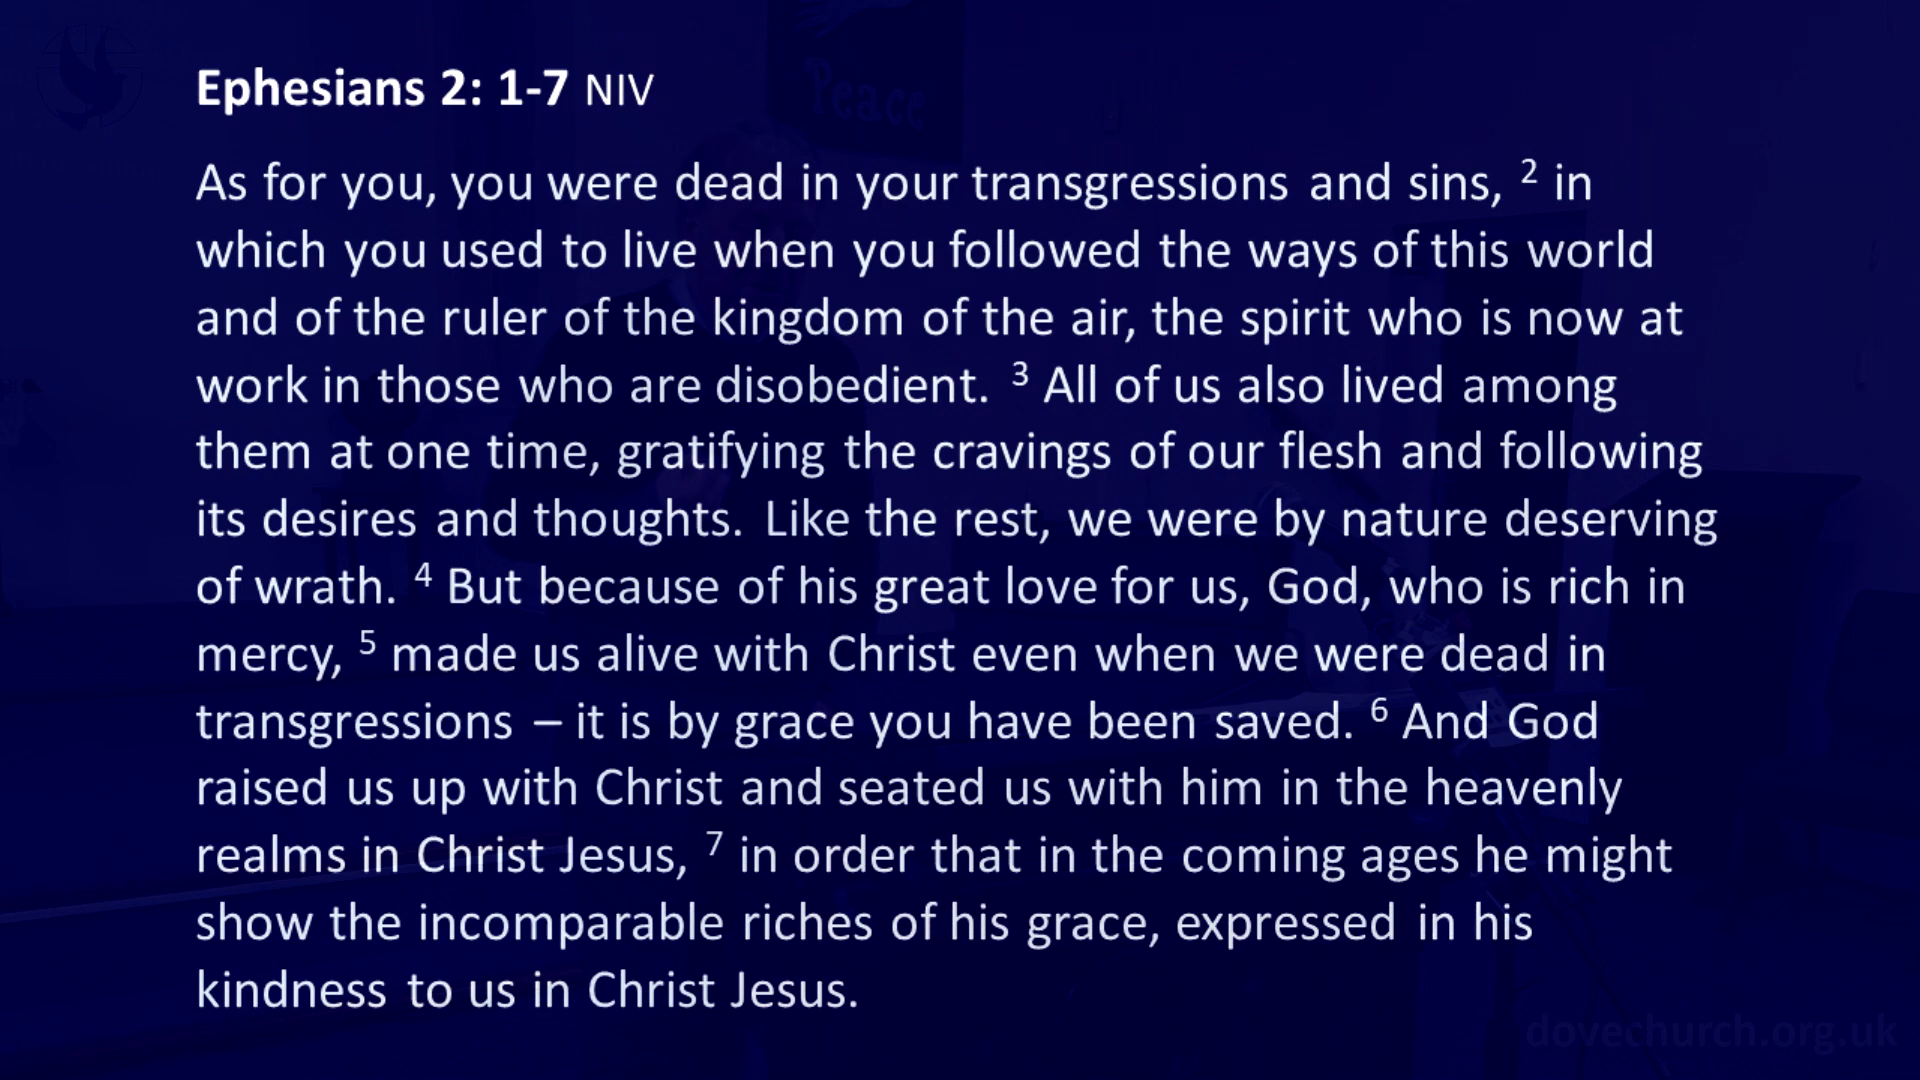 Peace
Ephesians 2: 1-7 NIV
As for you, you were dead in your transgressions and sins, ² in
which you used to live when you followed the ways of this world
and of the ruler of the kingdom of the air, the spirit who is now at
work in those who are disobedient. ³ All of us also lived among
them at one time, gratifying the cravings of our flesh and following
its desires and thoughts. Like the rest, we were by nature deserving
of wrath. ⁴ But because of his great love for us, God, who is rich in
mercy, ⁵ made us alive with Christ even when we were dead in
transgressions – it is by grace you have been saved. ⁶ And God
raised us up with Christ and seated us with him in the heavenly
realms in Christ Jesus, ⁷ in order that in the coming ages he might
show the incomparable riches of his grace, expressed in his
kindness to us in Christ Jesus.
dovechurch.org.uk